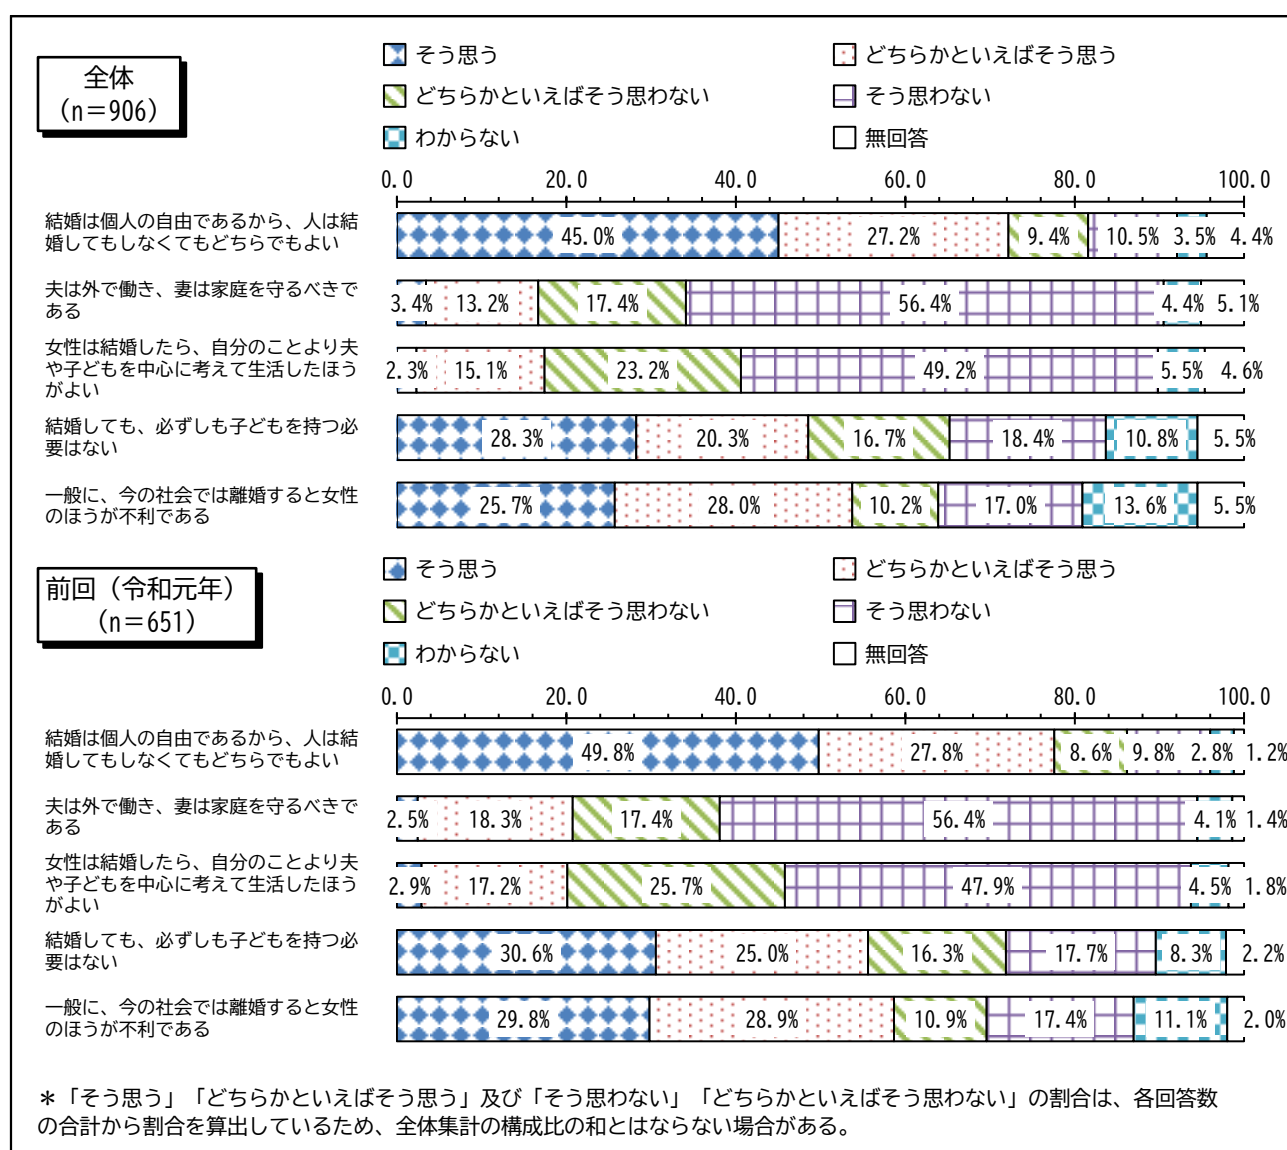 全体
(n＝906)
そう思う
どちらかといえばそう思う
どちらかといえばそう思わない
そう思わない
わからない
無回答
0.0 20.0 40.0 60.0 80.0 100.0
結婚は個人の自由であるから、人は結
婚してもしなくてもどちらでもよい
45.0% 27.2% 9.4% 10.5% 3.5% 4.4%
夫は外で働き、妻は家庭を守るべきで
ある
3.4% 13.2% 17.4% 56.4% 4.4% 5.1%
女性は結婚したら、自分のことより夫
や子どもを中心に考えて生活したほう
がよい
2.3% 15.1% 23.2% 49.2% 5.5% 4.6%
結婚しても、必ずしも子どもを持つ必
要はない
28.3% 20.3% 16.7% 18.4% 10.8% 5.5%
一般に、今の社会では離婚すると女性
のほうが不利である
25.7% 28.0% 10.2% 17.0% 13.6% 5.5%
前回（令和元年）
(n＝651)
そう思う
どちらかといえばそう思う
どちらかといえばそう思わない
そう思わない
わからない
無回答
0.0 20.0 40.0 60.0 80.0 100.0
結婚は個人の自由であるから、人は結
婚してもしなくてもどちらでもよい
49.8% 27.8% 8.6% 9.8% 2.8% 1.2%
夫は外で働き、妻は家庭を守るべきで
ある
2.5% 18.3% 17.4% 56.4% 4.1% 1.4%
女性は結婚したら、自分のことより夫
や子どもを中心に考えて生活したほう
がよい
2.9% 17.2% 25.7% 47.9% 4.5% 1.8%
結婚しても、必ずしも子どもを持つ必
要はない
30.6% 25.0% 16.3% 17.7% 8.3% 2.2%
一般に、今の社会では離婚すると女性
のほうが不利である
29.8% 28.9% 10.9% 17.4% 11.1% 2.0%
＊「そう思う」「どちらかといえばそう思う」及び「そう思わない」「どちらかといえばそう思わない」の割合は、各回答数
の合計から割合を算出しているため、全体集計の構成比の和とはならない場合がある。